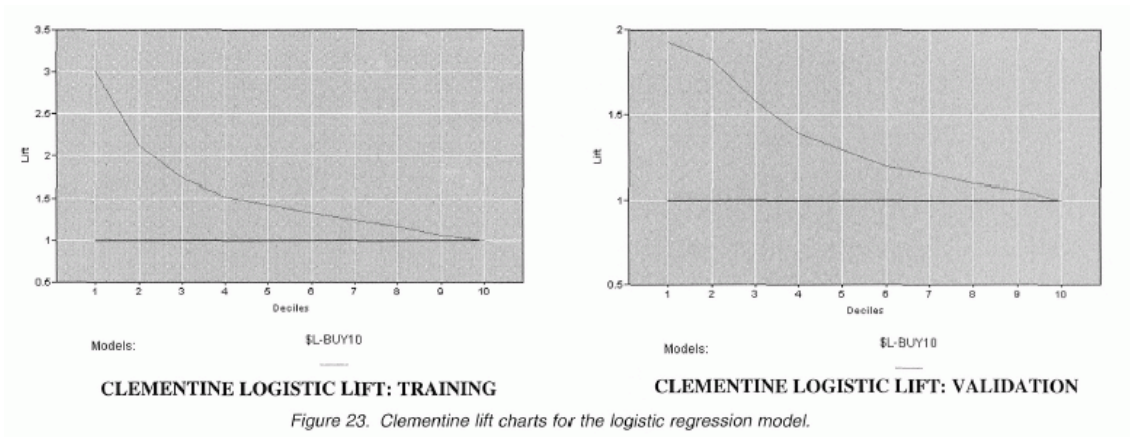 3.5
3
2.5
2
1.5
1
0.5
Lift
1 2 3 4 5 6 7 8 9 10
Deciles
Models:
$L-BUY10
CLEMENTINE LOGISTIC LIFT: TRAINING
2
1.5
1
0.5
Lift
1 2 3 4 5 6 7 8 9 10
Deciles
Models:
$L-BUY10
CLEMENTINE LOGISTIC LIFT: VALIDATION
Figure 23. Clementine lift charts for the logistic regression model.